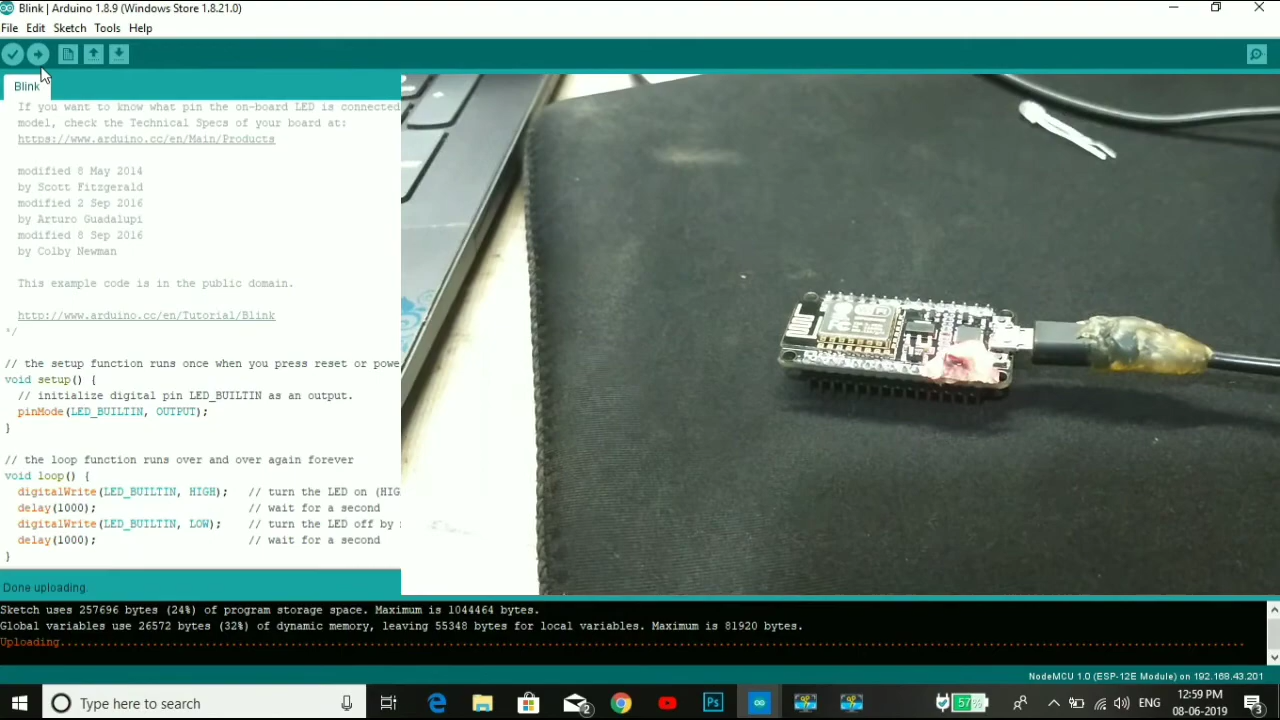 Blink | Arduino 1.8.9 (Windows Store 1.8.21.0)
File Edit Sketch Tools Help
Blink
If you want to know what pin the on-board LED is connected
model, check the Technical Specs of your board at:
https://www.arduino.cc/en/Main/Products
modified 8 May 2014
by Scott Fitzgerald
modified 2 Sep 2016
by Arturo Guadalupi
modified 8 Sep 2016
by Colby Newman
This example code is in the public domain.
http://www.arduino.cc/en/Tutorial/Blink
*/
// the setup function runs once when you press reset or powe
void setup() {
// initialize digital pin LED_BUILTIN as an output.
pinMode(LED_BUILTIN, OUTPUT);
}
// the loop function runs over and over again forever
void loop() {
digitalWrite(LED_BUILTIN, HIGH); // turn the LED on (HIG
delay(1000); // wait for a second
digitalWrite(LED_BUILTIN, LOW); // turn the LED off by
delay(1000); // wait for a second
}
Done uploading.
Sketch uses 257696 bytes (24%) of program storage space. Maximum is 1044464 bytes.
Global variables use 26572 bytes (32%) of dynamic memory, leaving 55348 bytes for local variables. Maximum is 81920 bytes.
Uploading............................................................................................................................................................................
NodeMCU 1.0 (ESP-12E Module) on 192.168.43.201
Type here to search
2
Ps
57%
ENG
12:59 PM
08-06-2019
3